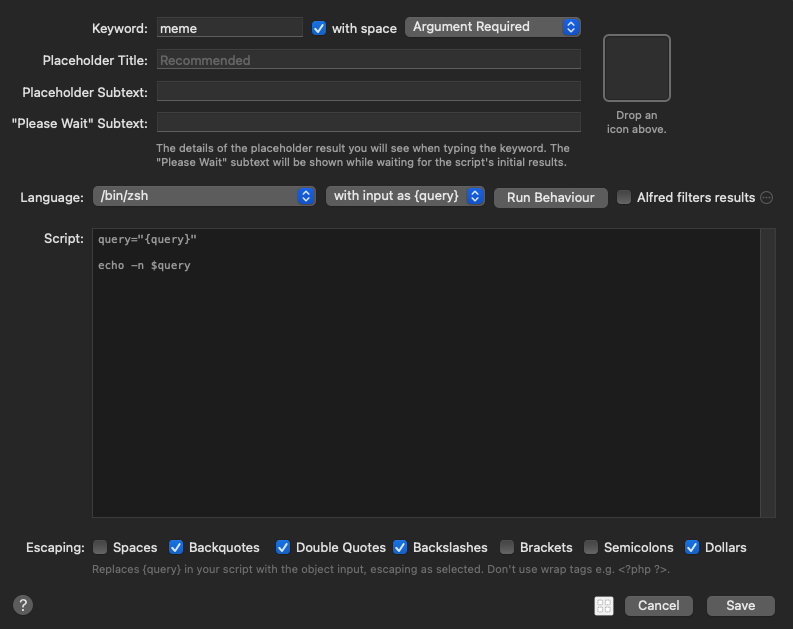 Keyword: meme with space Argument Required
Placeholder Title: Recommended
Placeholder Subtext:
"Please Wait" Subtext:
Drop an
icon above.
The details of the placeholder result you will see when typing the keyword. The
"Please Wait" subtext will be shown while waiting for the script's initial results.
Language: /bin/zsh with input as {query} Run Behaviour Alfred filters results
Script: query="{query}"
echo -n $query
Escaping: Spaces Backquotes Double Quotes Backslashes Brackets Semicolons Dollars
Replaces {query} in your script with the object input, escaping as selected. Don't use wrap tags e.g. <?php ?>.
? Cancel Save